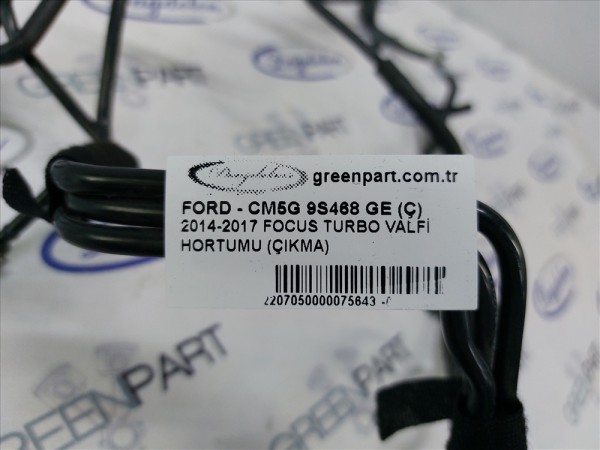 greenpart.com.tr
FORD - CM5G 9S468 GE (Ç)
2014-2017 FOCUS TURBO VALFİ
HORTUMU (ÇIKMA)
2207050000075643
GREENPART
GREENPART